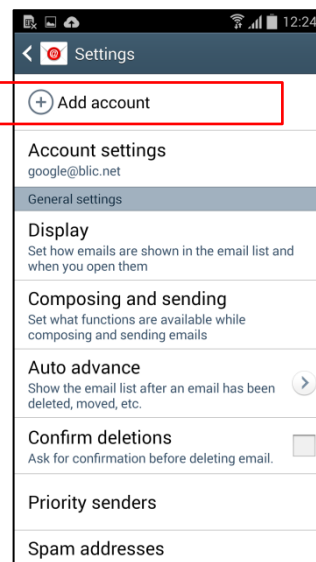 12:24
Settings
Add account
Account settings
google@blic.net
General settings
Display
Set how emails are shown in the email list and
when you open them
Composing and sending
Set what functions are available while
composing and sending emails
Auto advance
Show the email list after an email has been
deleted, moved, etc.
Confirm deletions
Ask for confirmation before deleting email.
Priority senders
Spam addresses